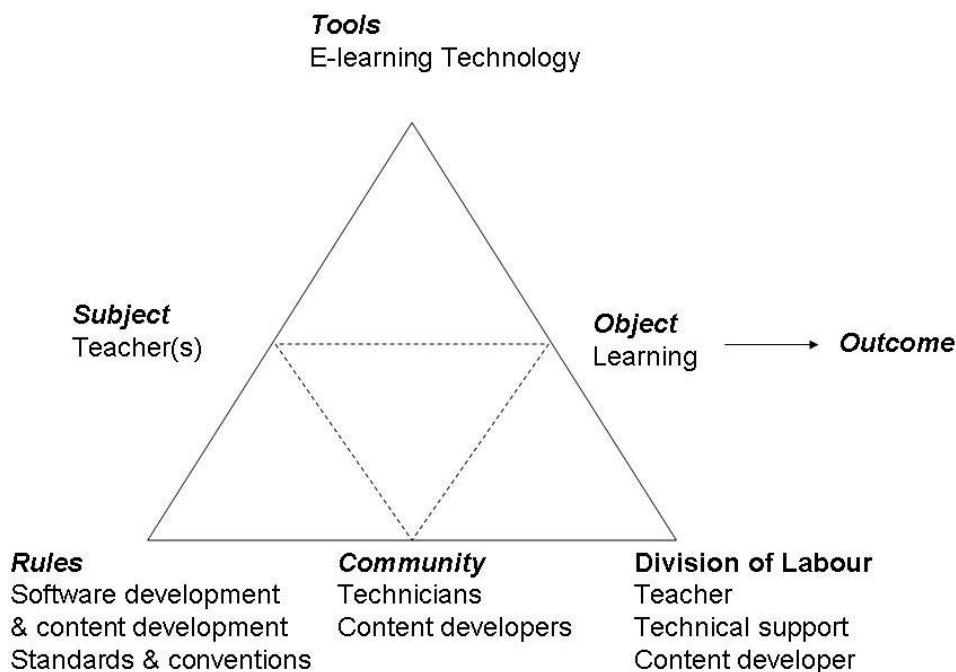 Tools
E-learning Technology
Subject
Teacher(s)
Object
Learning
Outcome
Rules
Software development
& content development
Standards & conventions
Community
Technicians
Content developers
Division of Labour
Teacher
Technical support
Content developer